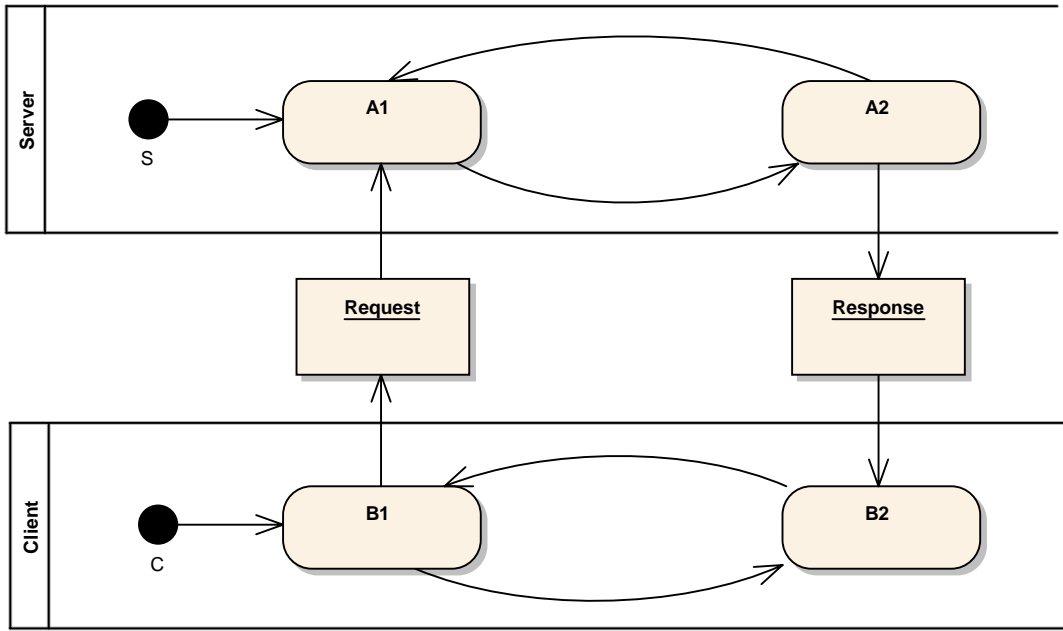 Server
A1
A2
S
Request
Response
Client
B1
B2
C